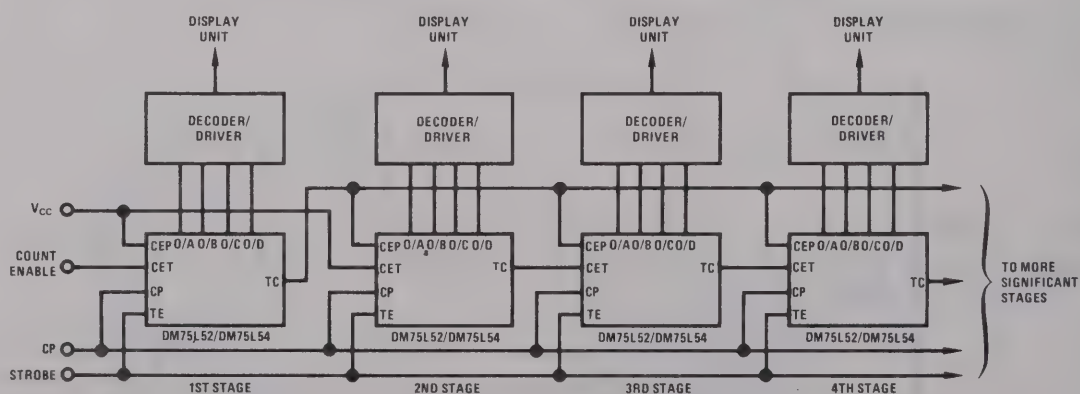 DISPLAY UNIT
DISPLAY UNIT
DISPLAY UNIT
DISPLAY UNIT
DECODER/ DRIVER
DECODER/ DRIVER
DECODER/ DRIVER
DECODER/ DRIVER
VCC
COUNT ENABLE
CP
STROBE
CEP O/A O/B O/C O/D
CET
CP
TE
TC
DM75L52/DM75L54
1ST STAGE
CEP O/A O/B O/C O/D
CET
CP
TE
TC
DM75L52/DM75L54
2ND STAGE
CEP O/A O/B O/C O/D
CET
CP
TE
TC
DM75L52/DM75L54
3RD STAGE
CEP O/A O/B O/C O/D
CET
CP
TE
TC
DM75L52/DM75L54
4TH STAGE
TO MORE
SIGNIFICANT
STAGES